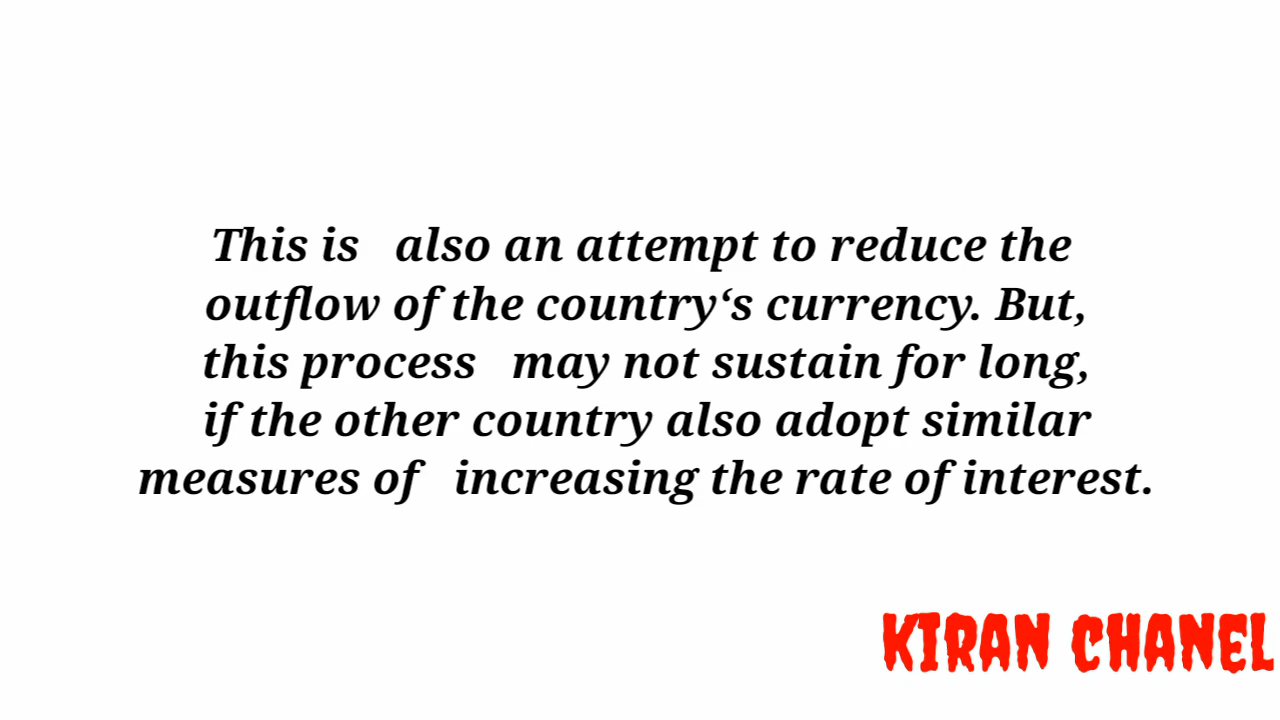 This is also an attempt to reduce the
outflow of the country‘s currency. But,
this process may not sustain for long,
if the other country also adopt similar
measures of increasing the rate of interest.
KIRAN CHANEL